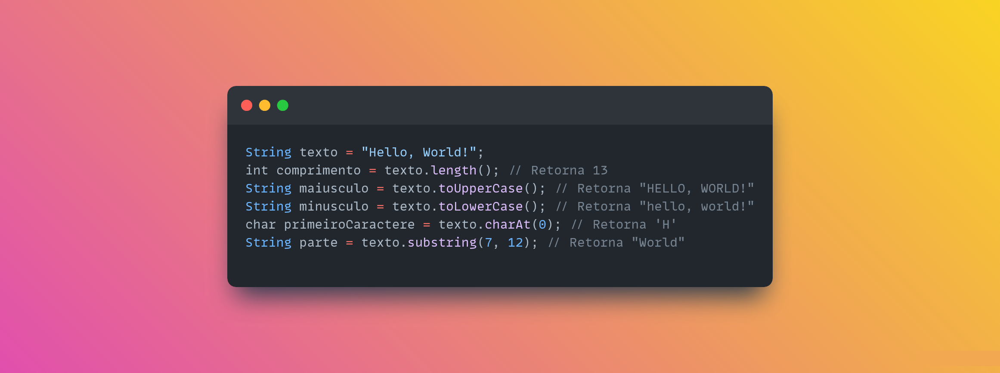 String texto = "Hello, World!";
int comprimento = texto.length(); // Retorna 13
String maiusculo = texto.toUpperCase(); // Retorna "HELLO, WORLD!"
String minusculo = texto.toLowerCase(); // Retorna "hello, world!"
char primeiroCaractere = texto.charAt(0); // Retorna 'H'
String parte = texto.substring(7, 12); // Retorna "World"